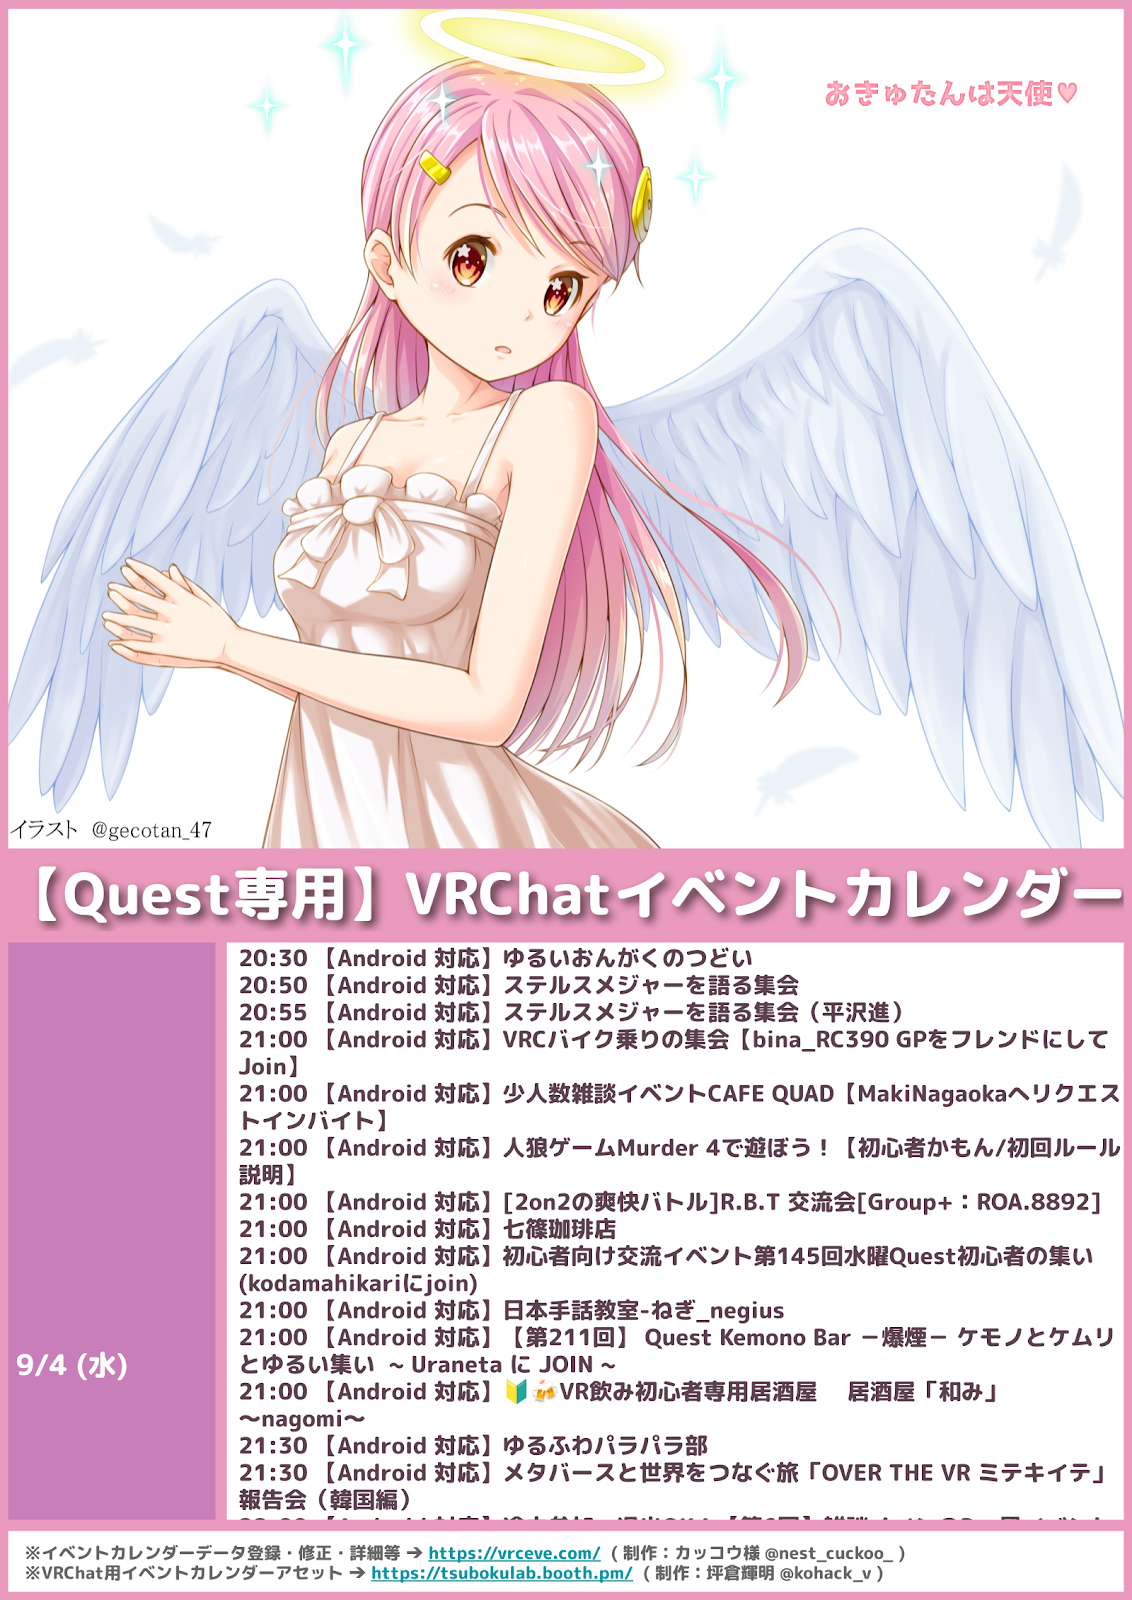 おきゅたんは天使♥
イラスト @gecotan_47
【Quest専用】VRChatイベントカレンダー
9/4 (水)
20:30 【Android 対応】ゆるいおんがくのつどい
20:50 【Android 対応】ステルスメジャーを語る集会
20:55 【Android 対応】ステルスメジャーを語る集会（平沢進）
21:00 【Android 対応】VRCバイク乗りの集会【bina_RC390 GPをフレンドにして
Join】
21:00 【Android 対応】少人数雑談イベントCAFE QUAD【MakiNagaokaへリクエス
トインバイト】
21:00 【Android 対応】人狼ゲームMurder 4で遊ぼう！【初心者かもん/初回ルール
説明】
21:00 【Android 対応】[2on2の爽快バトル]R.B.T 交流会[Group+：ROA.8892]
21:00 【Android 対応】七篠珈琲店
21:00 【Android 対応】初心者向け交流イベント第145回水曜Quest初心者の集い
(kodamahikariにjoin)
21:00 【Android 対応】日本手話教室-ねぎ_negius
21:00 【Android 対応】【第211回】 Quest Kemono Bar －爆煙－ ケモノとケムリ
とゆるい集い ~ Uraneta に JOIN ~
21:00 【Android 対応】🔰🍻VR飲み初心者専用居酒屋　居酒屋「和み」
～nagomi～
21:30 【Android 対応】ゆるふわパラパラ部
21:30 【Android 対応】メタバースと世界をつなぐ旅「OVER THE VR ミテキイテ」
報告会（韓国編）
※イベントカレンダーデータ登録・修正・詳細等 → https://vrceve.com/ （制作：カッコウ様 @nest_cuckoo_ ）
※VRChat用イベントカレンダーアセット → https://tsubokulab.booth.pm/ （制作：坪倉輝明 @kohack_v ）